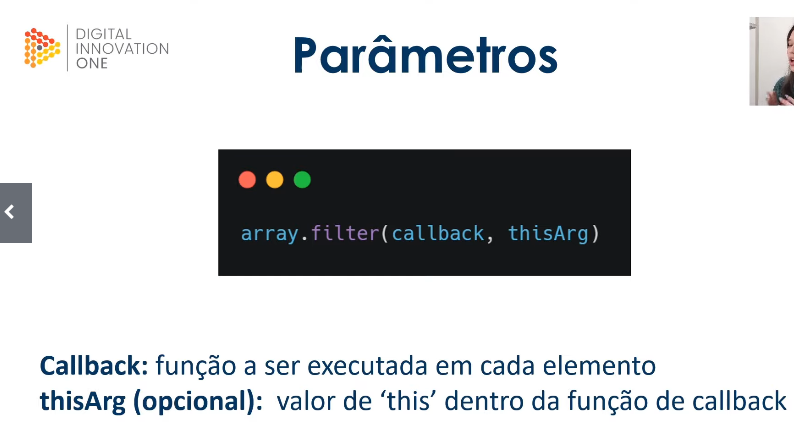 DIGITAL
INNOVATION
ONE
Parâmetros
array.filter(callback, thisArg)
Callback: função a ser executada em cada elemento
thisArg (opcional): valor de ‘this’ dentro da função de callback